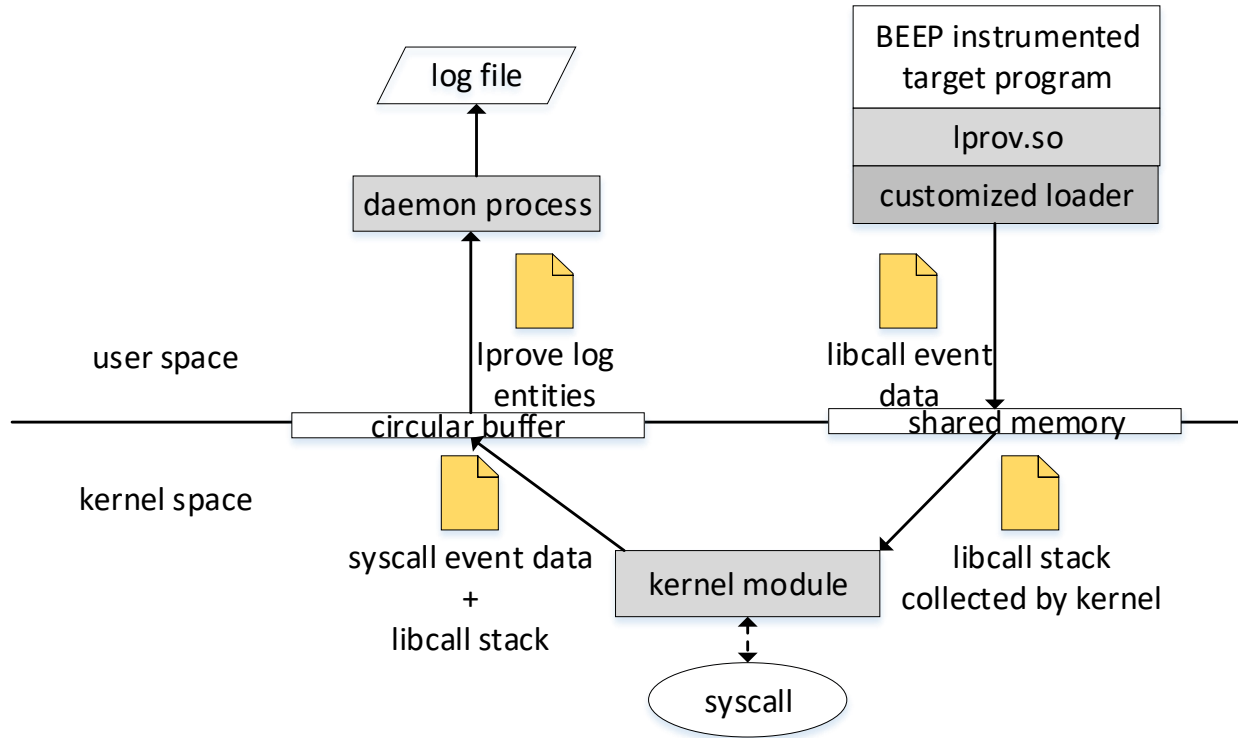 BEEP instrumented
target program
log file
lprov.so
daemon process
customized loader
user space
lprove log
entities
libcall event
data
circular buffer
shared memory
kernel space
syscall event data
+
libcall stack
kernel module
libcall stack
collected by kernel
syscall